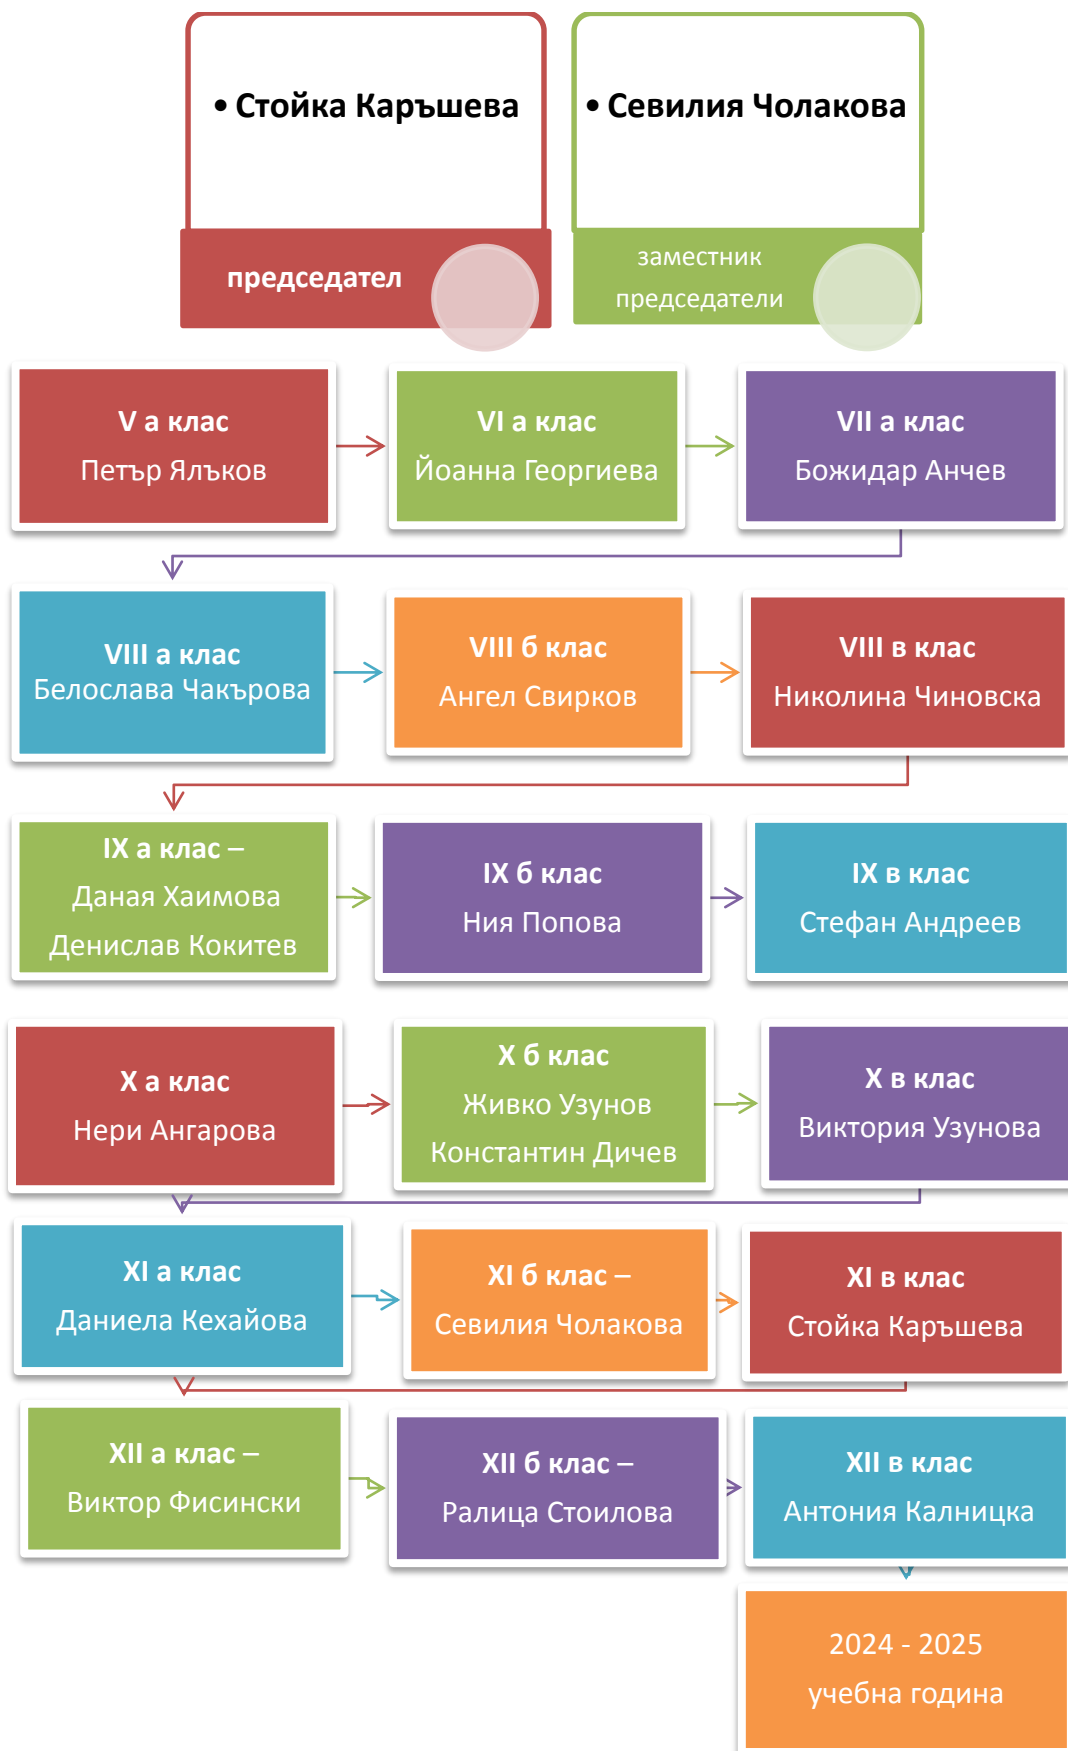 • Стойка Каръшева
• Севилия Чолакова
председател
заместник
председатели
V а клас
Петър Ялъков
VI а клас
Йоанна Георгиева
VII а клас
Божидар Анчев
VIII а клас
Белослава Чакърова
VIII б клас
Ангел Свирков
VIII в клас
Николина Чиновска
IX а клас –
Даная Хаимова
Денислав Кокитев
IX б клас
Ния Попова
IX в клас
Стефан Андреев
X а клас
Нери Ангарова
X б клас
Живко Узунов
Константин Дичев
X в клас
Виктория Узунова
XI а клас
Даниела Кехайова
XI б клас –
Севилия Чолакова
XI в клас
Стойка Каръшева
XII а клас –
Виктор Фисински
XII б клас –
Ралица Стоилова
XII в клас
Антония Калницка
2024 - 2025
учебна година